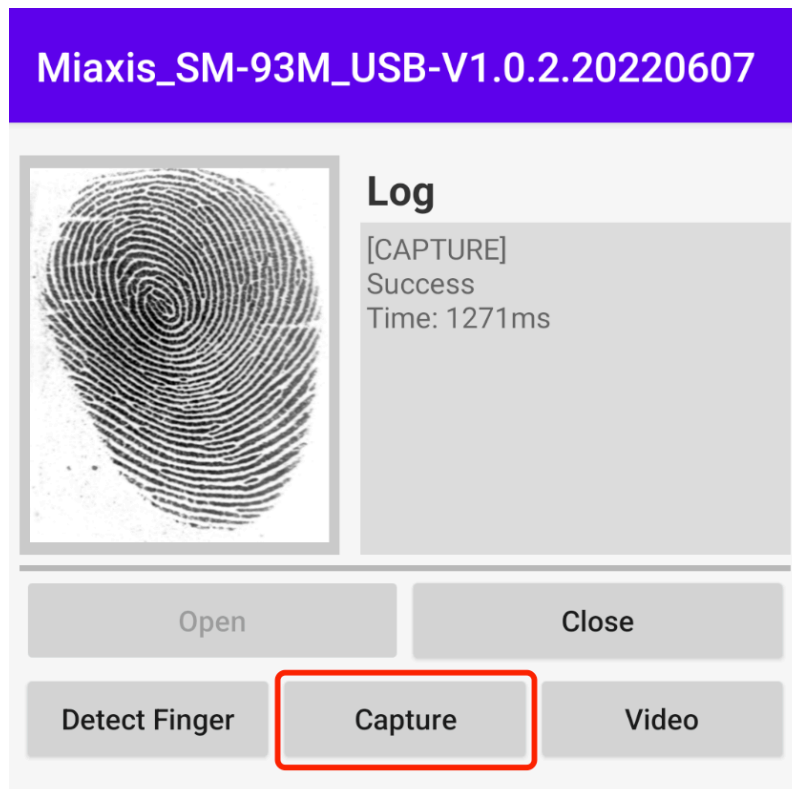 Miaxis_SM-93M_USB-V1.0.2.20220607
Log
[CAPTURE]
Success
Time: 1271ms
Open
Close
Detect Finger
Capture
Video